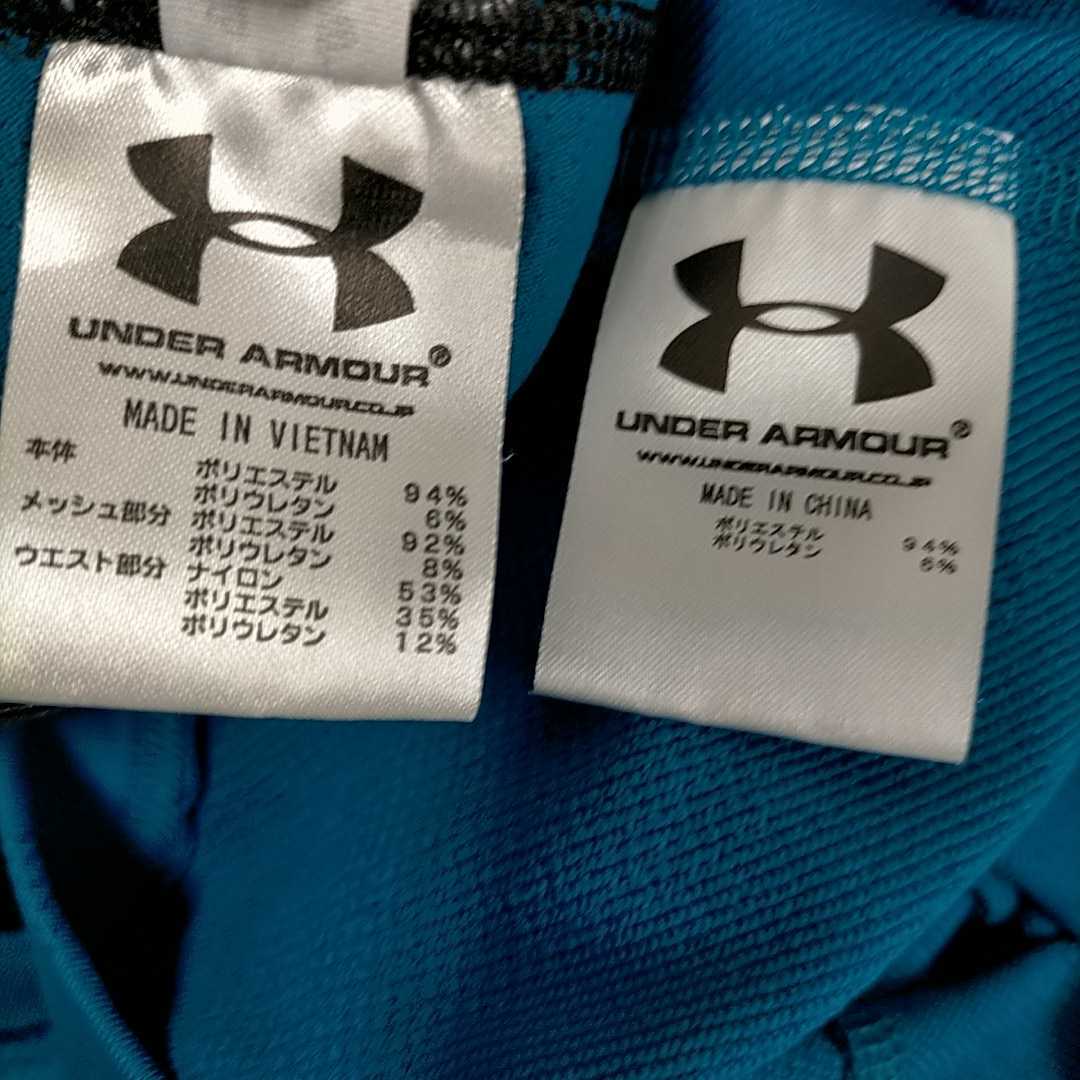 UNDER ARMOUR®
WWW.UNDERARMOUR.CO.JP
MADE IN VIETNAM
本体 ポリエステル 94%
ポリウレタン 6%
メッシュ部分 ポリエステル 92%
ポリウレタン 8%
ウエスト部分 ナイロン 53%
ポリエステル 35%
ポリウレタン 12%
UNDER ARMOUR®
WWW.UNDERARMOUR.CO.JP
MADE IN CHINA
ポリエステル 94%
ポリウレタン 6%